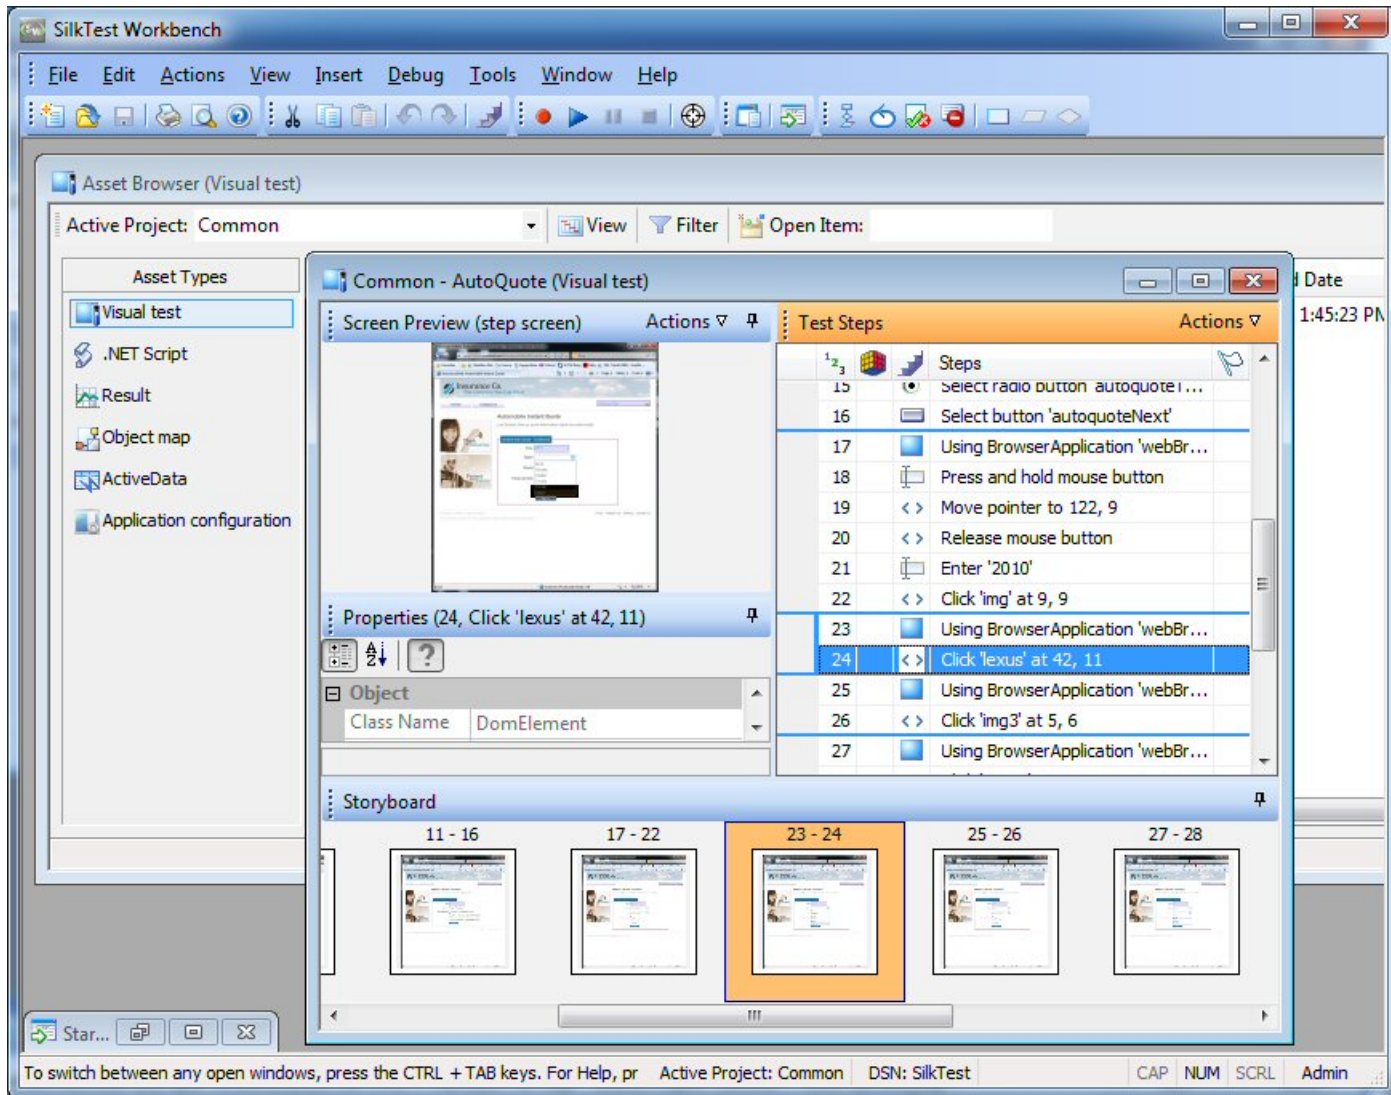 SilkTest Workbench
File Edit Actions View Insert Debug Tools Window Help
Asset Browser (Visual test)
Active Project: Common View Filter Open Item:
Asset Types
Visual test
.NET Script
Result
Object map
ActiveData
Application configuration
Date
1:45:23 PM
Common - AutoQuote (Visual test)
Screen Preview (step screen) Actions
Insurance Co.
Automobile Instant Quote
Properties (24, Click 'lexus' at 42, 11)
Object
Class Name DomElement
Test Steps Actions
Steps
15 Select radio button 'autoquoteT...
16 Select button 'autoquoteNext'
17 Using BrowserApplication 'webBr...
18 Press and hold mouse button
19 Move pointer to 122, 9
20 Release mouse button
21 Enter '2010'
22 Click 'img' at 9, 9
23 Using BrowserApplication 'webBr...
24 Click 'lexus' at 42, 11
25 Using BrowserApplication 'webBr...
26 Click 'img3' at 5, 6
27 Using BrowserApplication 'webBr...
Storyboard
11 - 16 17 - 22 23 - 24 25 - 26 27 - 28
Star...
To switch between any open windows, press the CTRL + TAB keys. For Help, pr Active Project: Common DSN: SilkTest CAP NUM SCRL Admin